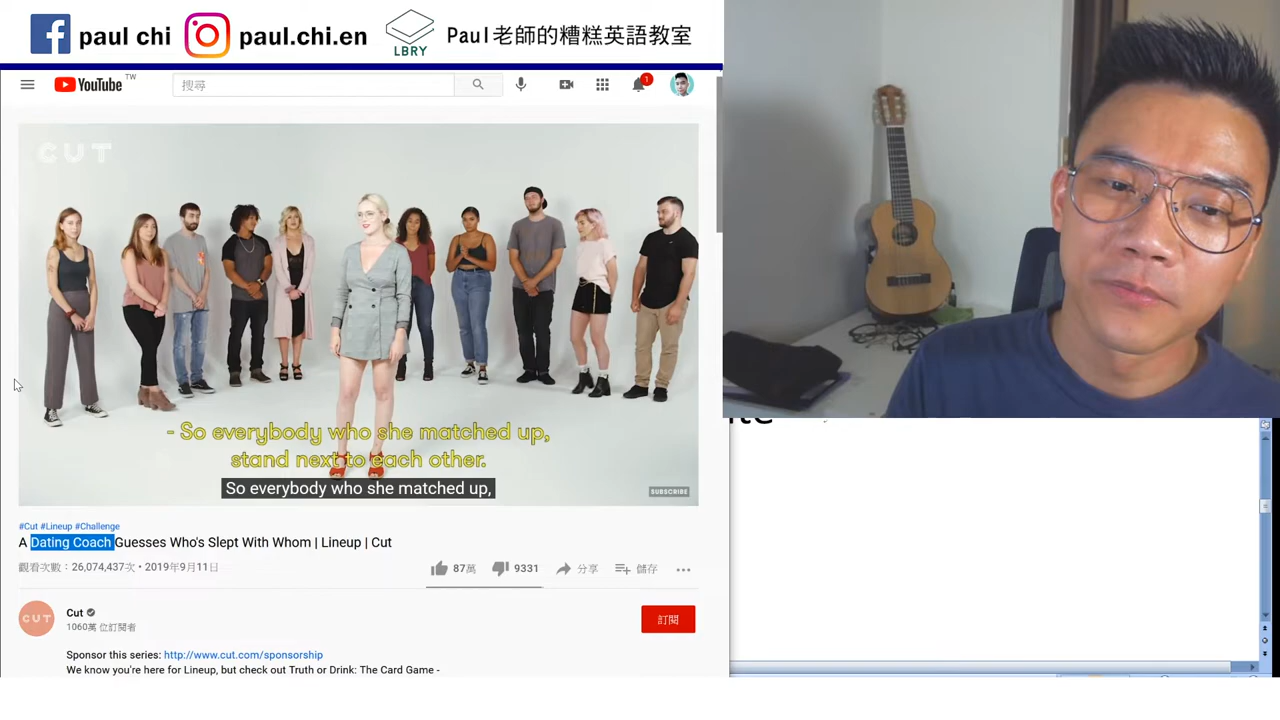 paul chi
paul.chi.en
LBRY
Paul老師的糟糕英語教室
YouTube TW
搜尋
1
CUT
- So everybody who she matched up,
stand next to each other.
So everybody who she matched up,
SUBSCRIBE
#Cut #Lineup #Challenge
A Dating Coach Guesses Who's Slept With Whom | Lineup | Cut
觀看次數：26,074,437次 • 2019年9月11日
87萬
9331
分享
儲存
CUT
Cut
1060萬 位訂閱者
訂閱
Sponsor this series: http://www.cut.com/sponsorship
We know you're here for Lineup, but check out Truth or Drink: The Card Game -